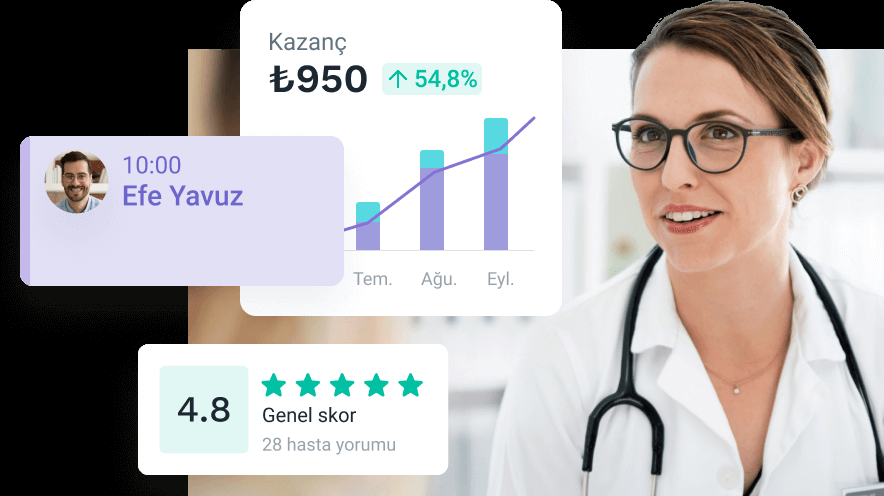 Kazanç
₺950 54,8%
10:00
Efe Yavuz
Tem. Ağu. Eyl.
4.8
Genel skor
28 hasta yorumu